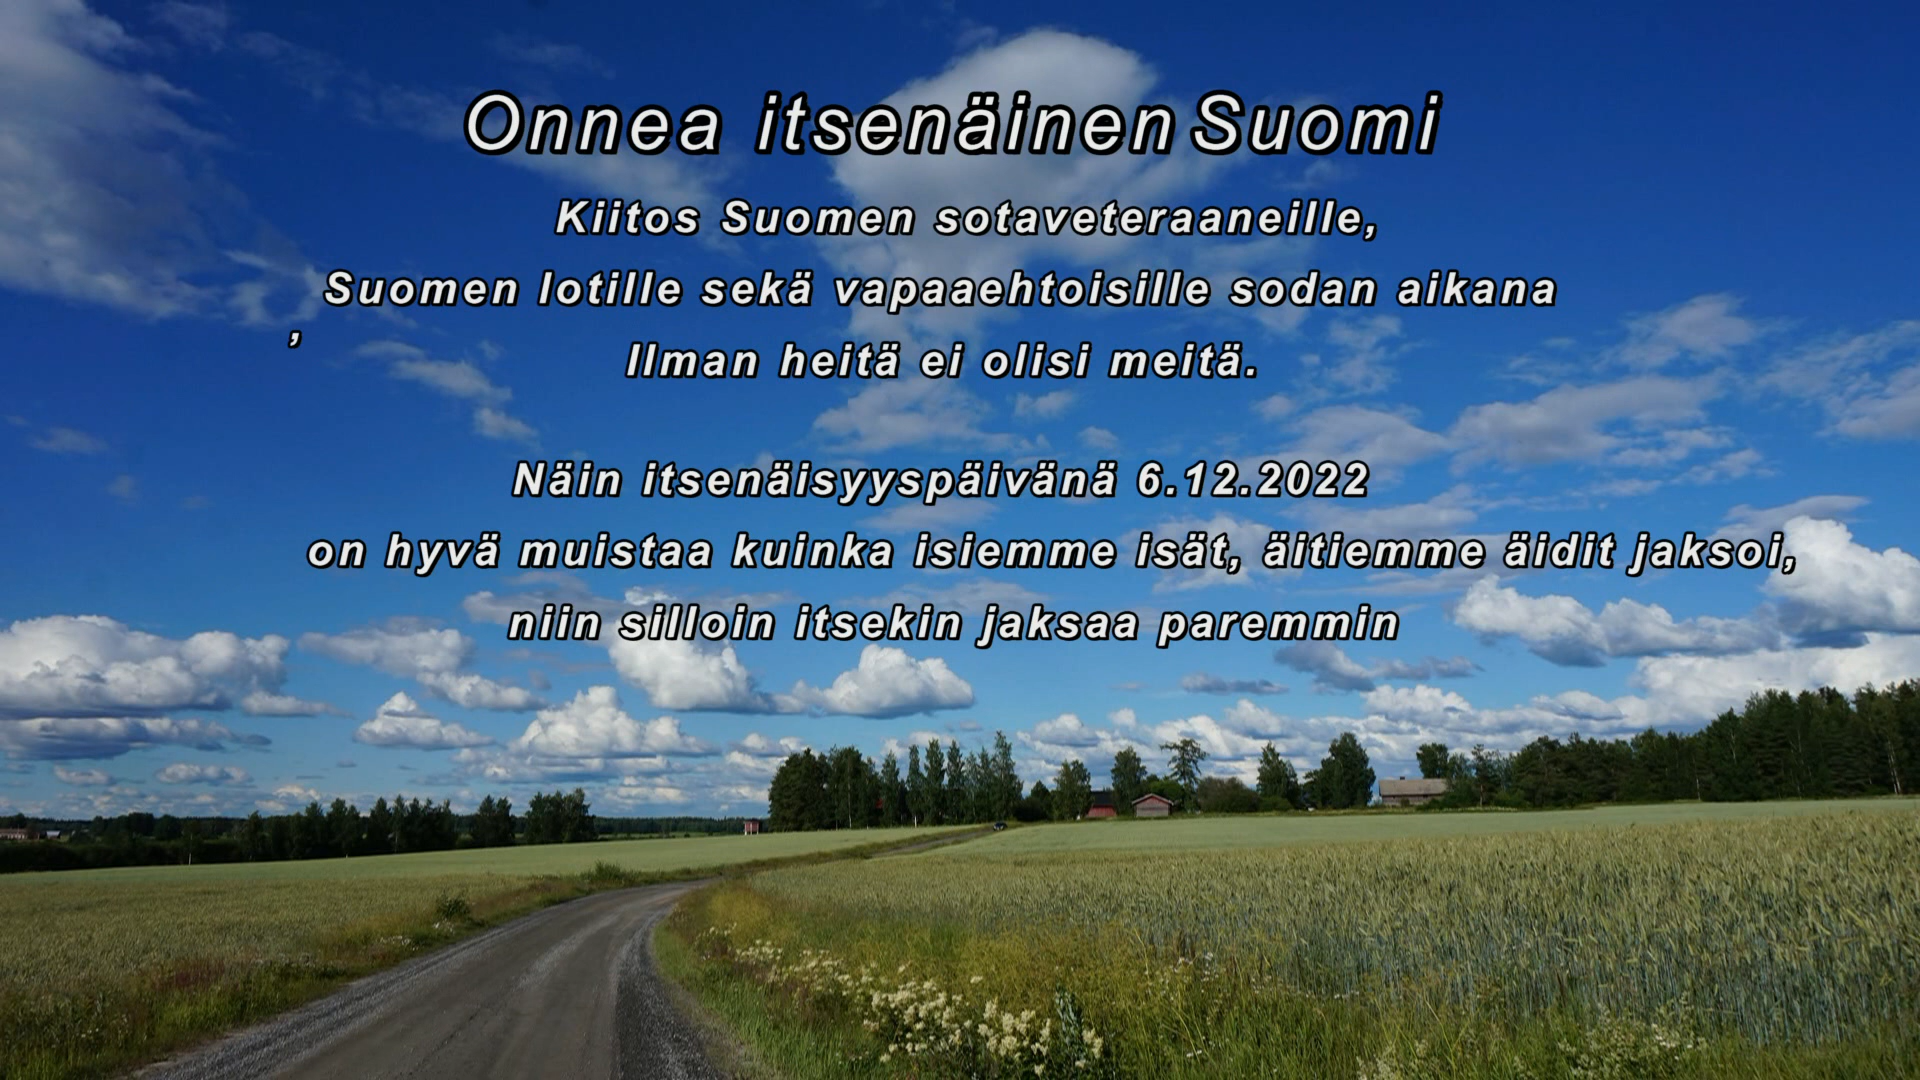 Onnea itsenäinen Suomi
Kiitos Suomen sotaveteraaneille,
Suomen lotille sekä vapaaehtoisille sodan aikana
,
Ilman heitä ei olisi meitä.
Näin itsenäisyyspäivänä 6.12.2022
on hyvä muistaa kuinka isiemme isät, äitiemme äidit jaksoi,
niin silloin itsekin jaksaa paremmin